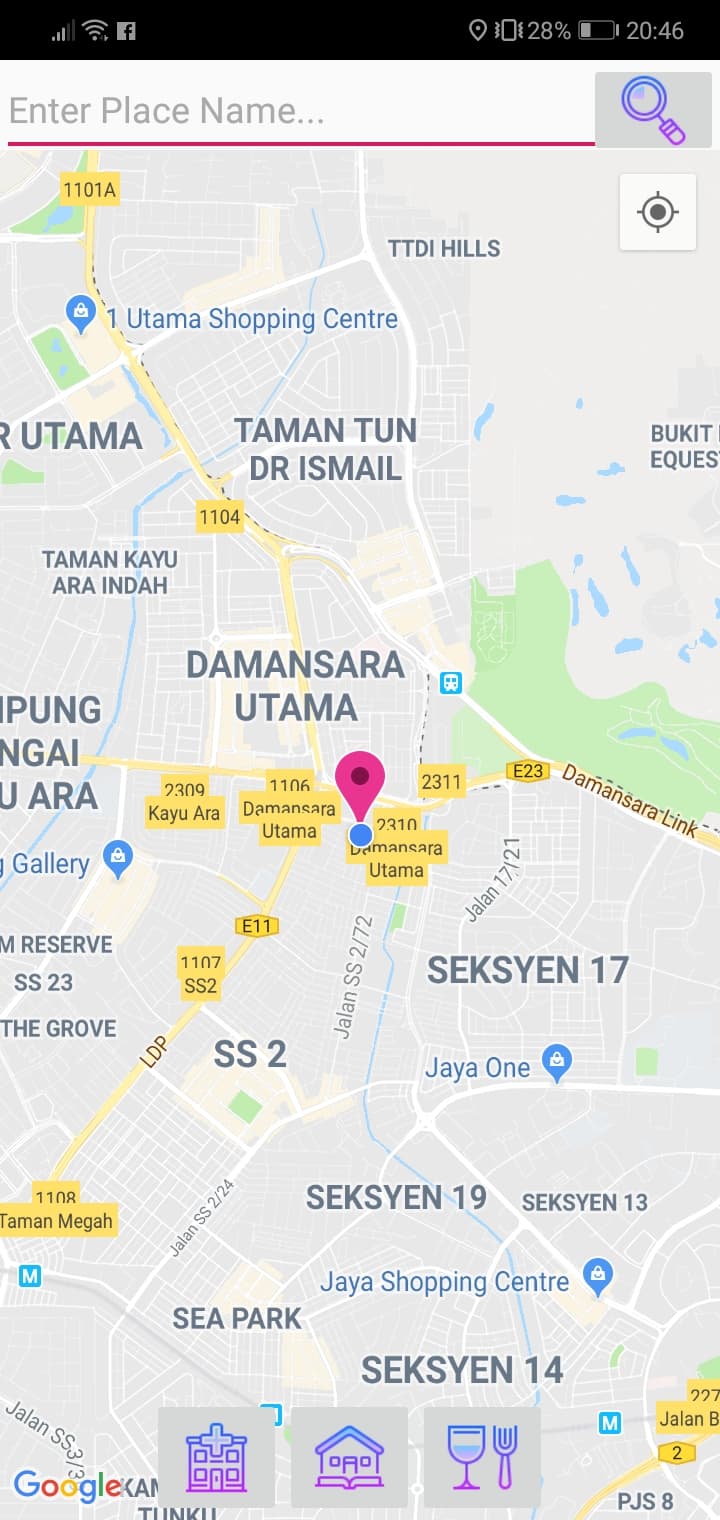 28% 20:46
Enter Place Name...
1101A
TTDI HILLS
1 Utama Shopping Centre
R UTAMA
TAMAN TUN
DR ISMAIL
BUKIT
EQUES
1104
TAMAN KAYU
ARA INDAH
DAMANSARA
UTAMA
IPUNG
NGAI
U ARA
2309
Kayu Ara
1106
Damansara
Utama
2311
E23
Damansara Link
2310
Damansara
Utama
g Gallery
Jalan 17/21
E11
Jalan SS 2/72
M RESERVE
SS 23
1107
SS2
SEKSYEN 17
THE GROVE
LDP
SS 2
Jaya One
1108
Taman Megah
Jalan SS 2/24
SEKSYEN 19
SEKSYEN 13
M
Jaya Shopping Centre
SEA PARK
SEKSYEN 14
227
Jalan B
M
2
Jalan SS3/3
Google
KAM
TUNKU
PJS 8